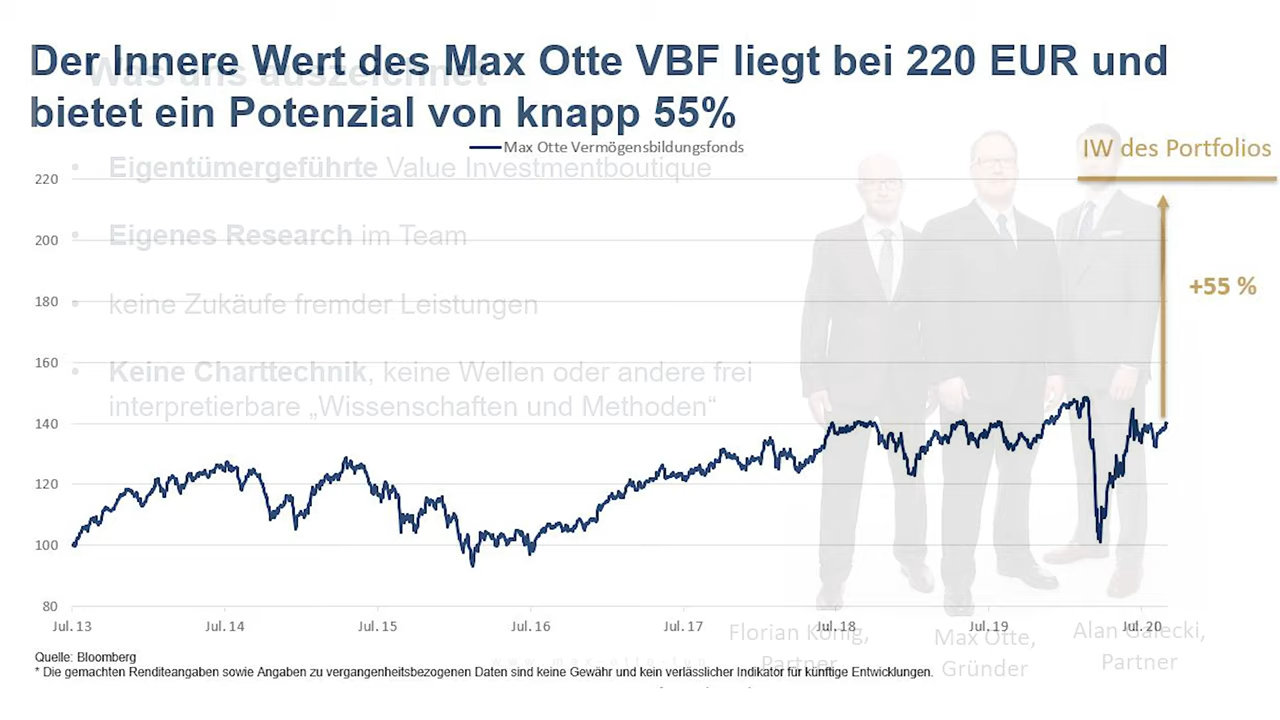 Der Innere Wert des Max Otte VBF liegt bei 220 EUR und
bietet ein Potenzial von knapp 55%
Was uns auszeichnet
Max Otte Vermögensbildungsfonds
IW des Portfolios
• Eigentümergeführte Value Investmentboutique
• Eigenes Research im Team
• keine Zukäufe fremder Leistungen
• Keine Charttechnik, keine Wellen oder andere frei
interpretierbare „Wissenschaften und Methoden“
+55 %
220
200
180
160
140
120
100
80
Jul.13 Jul.14 Jul.15 Jul.16 Jul.17 Jul.18 Jul.19 Jul.20
Florian König,
Partner
Max Otte,
Gründer
Alan Galecki,
Partner
Quelle: Bloomberg
* Die gemachten Renditeangaben sowie Angaben zu vergangenheitsbezogenen Daten sind keine Gewähr und kein verlässlicher Indikator für künftige Entwicklungen.